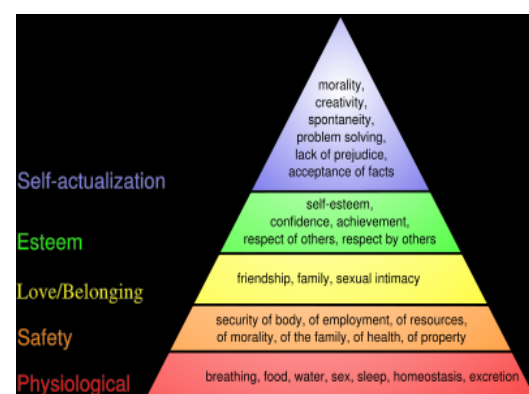 morality,
creativity,
spontaneity,
problem solving,
lack of prejudice,
acceptance of facts
Self-actualization
self-esteem,
confidence, achievement,
respect of others, respect by others
Esteem
friendship, family, sexual intimacy
Love/Belonging
security of body, of employment, of resources,
of morality, of the family, of health, of property
Safety
breathing, food, water, sex, sleep, homeostasis, excretion
Physiological